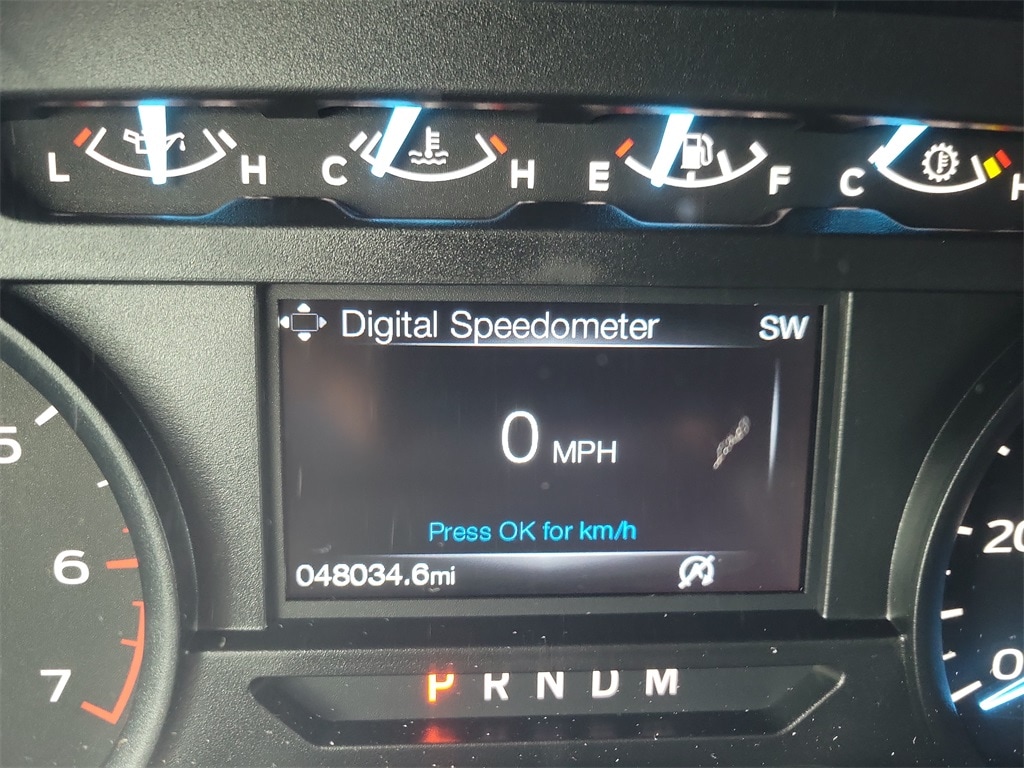 L H C H E F C H
Digital Speedometer SW
0 MPH
Press OK for km/h
048034.6mi
5
6
7
P R N D M
20
0